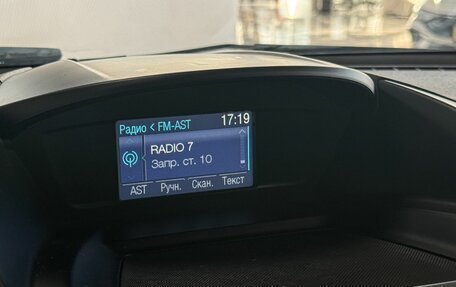 Радио < FM-AST 17:19
RADIO 7
Запр. ст. 10
AST Ручн. Скан. Текст